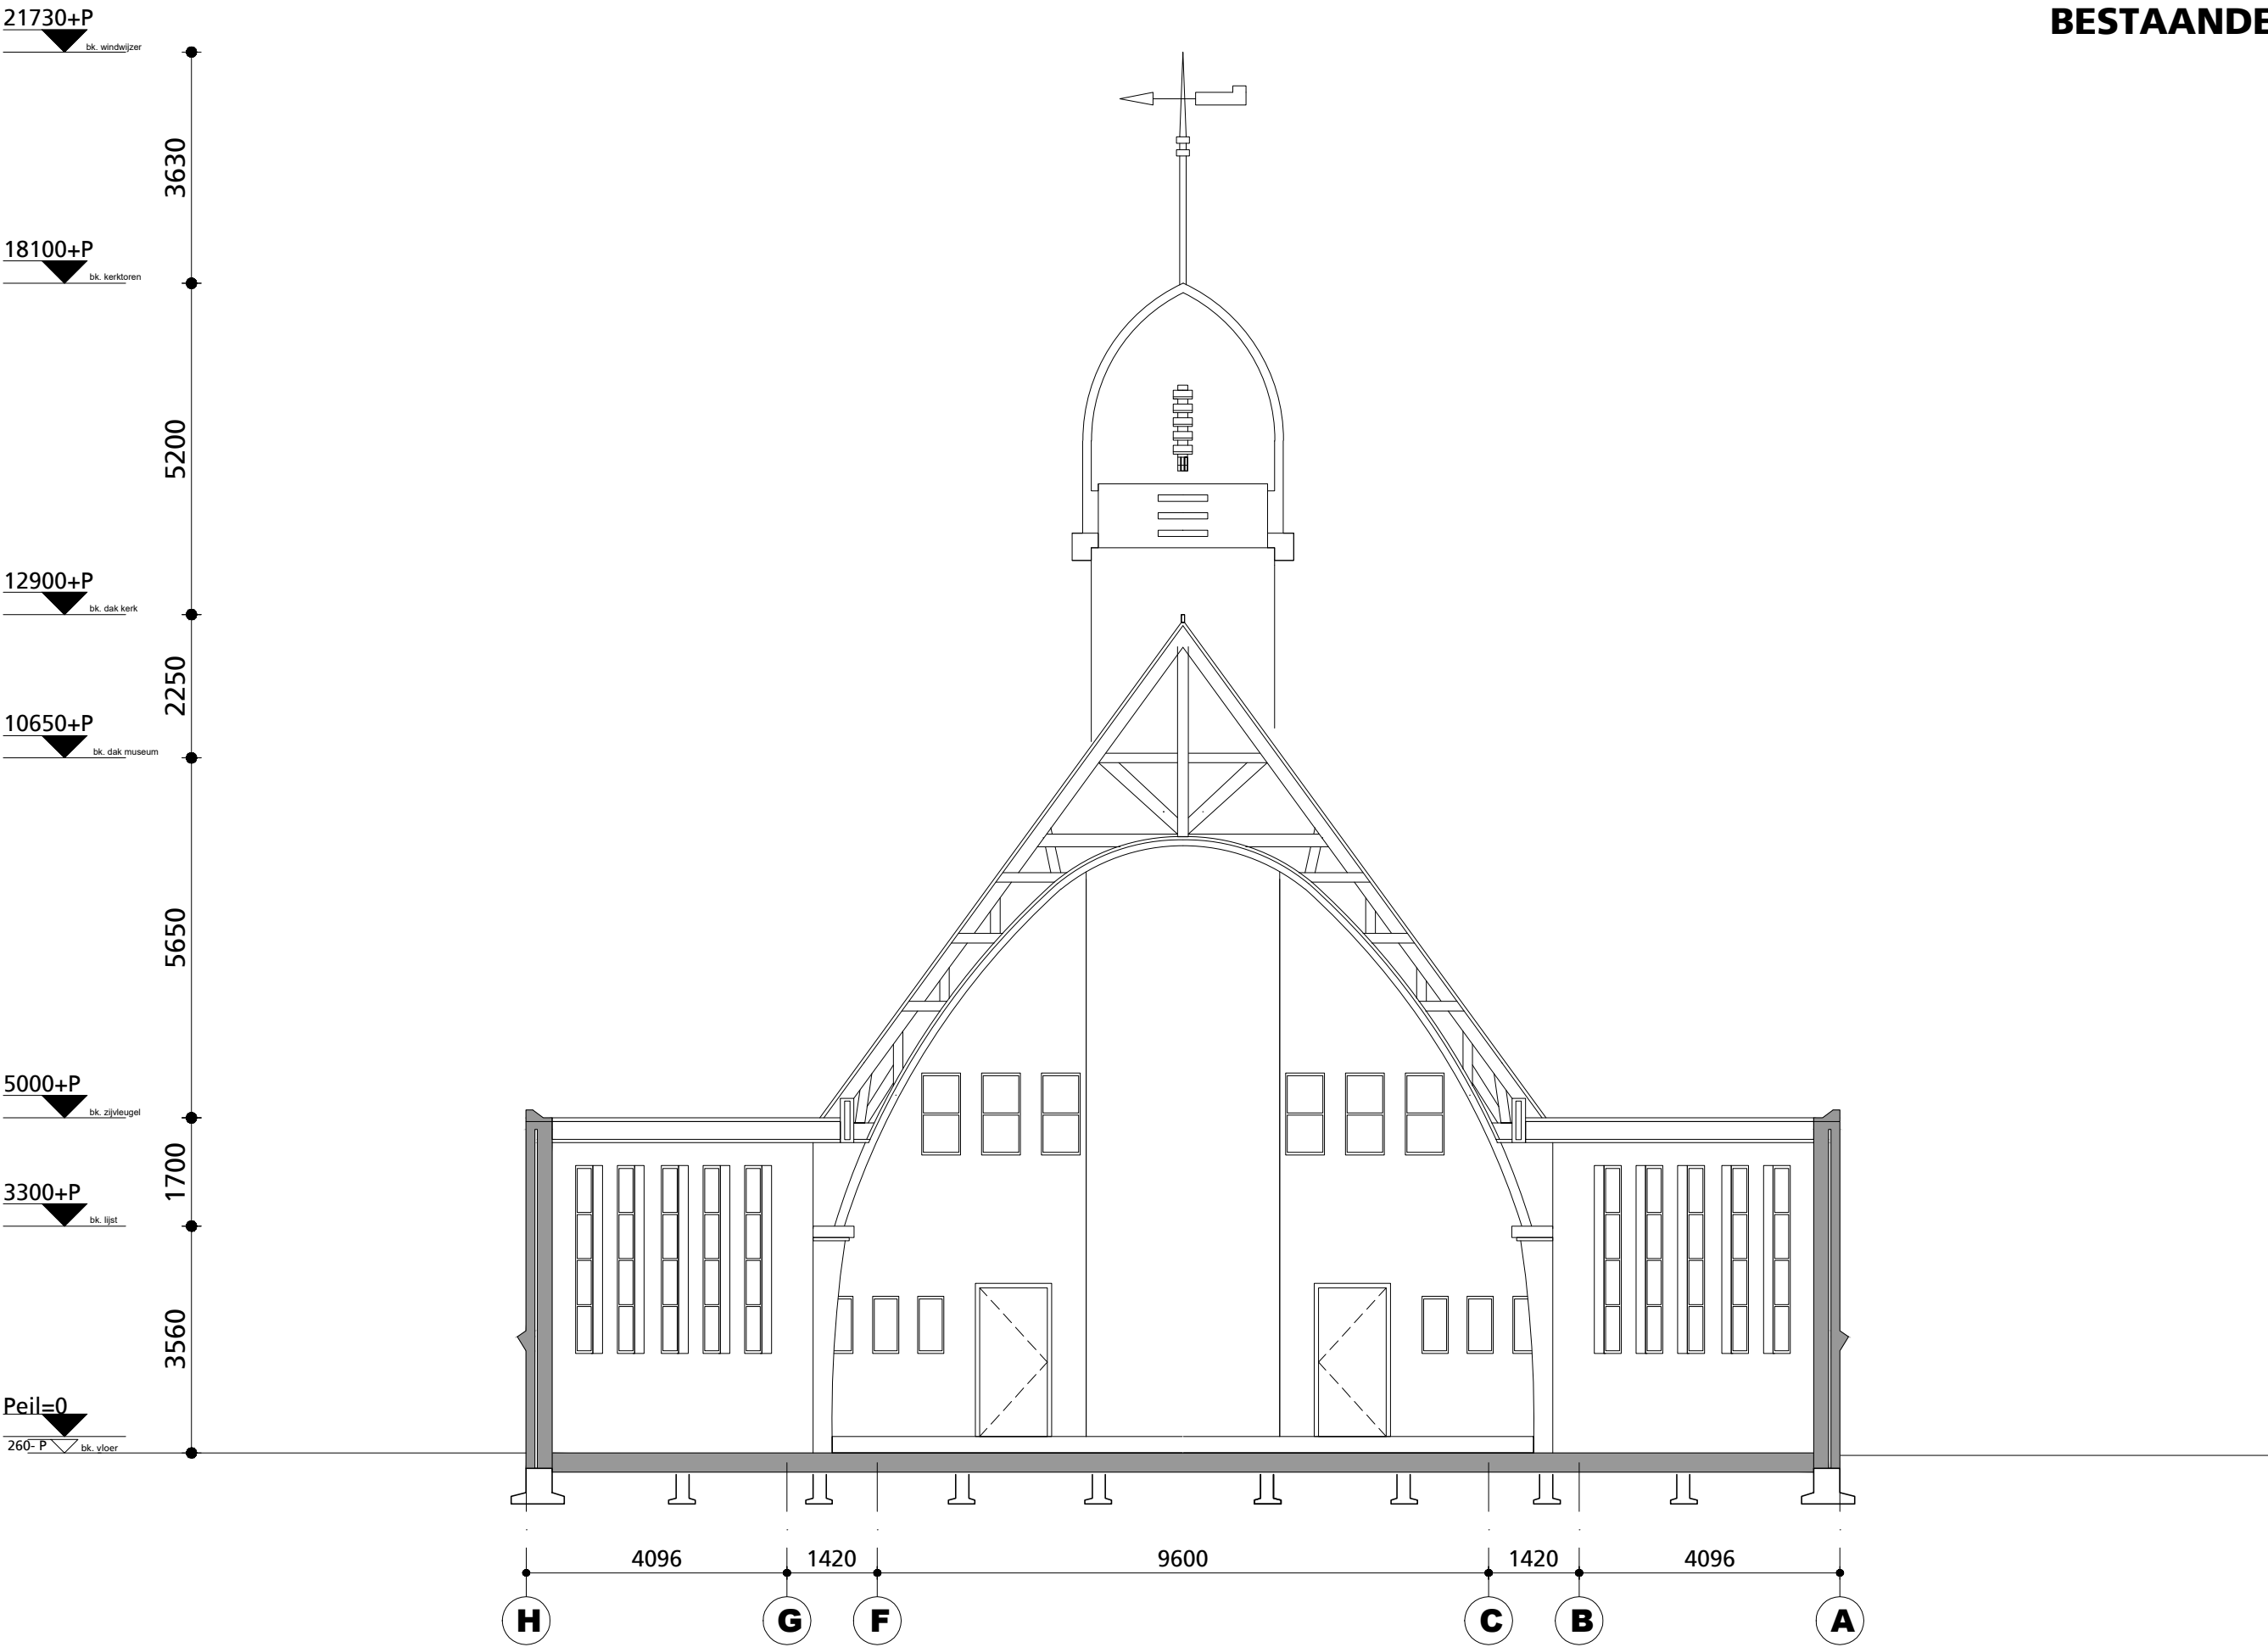 BESTAANDE
21730+P
bk. windwijzer
3630
18100+P
bk. kerktoren
5200
12900+P
bk. dak kerk
2250
10650+P
bk. dak museum
5650
5000+P
bk. zijvleugel
1700
3300+P
bk. lijst
3560
Peil=0
260- P bk. vloer
4096 1420 9600 1420 4096
H G F C B A